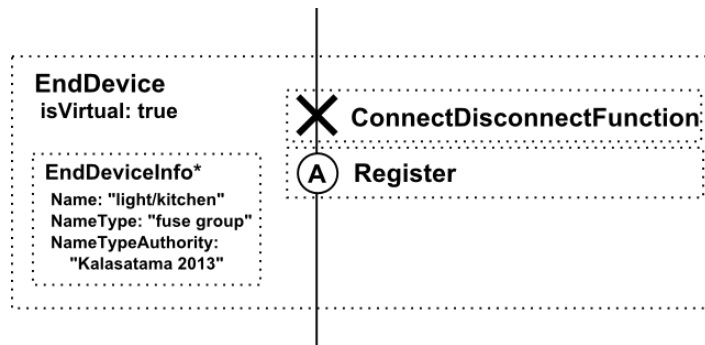 EndDevice
isVirtual: true
ConnectDisconnectFunction
EndDeviceInfo*
A Register
Name: "light/kitchen"
NameType: "fuse group"
NameTypeAuthority:
"Kalasatama 2013"